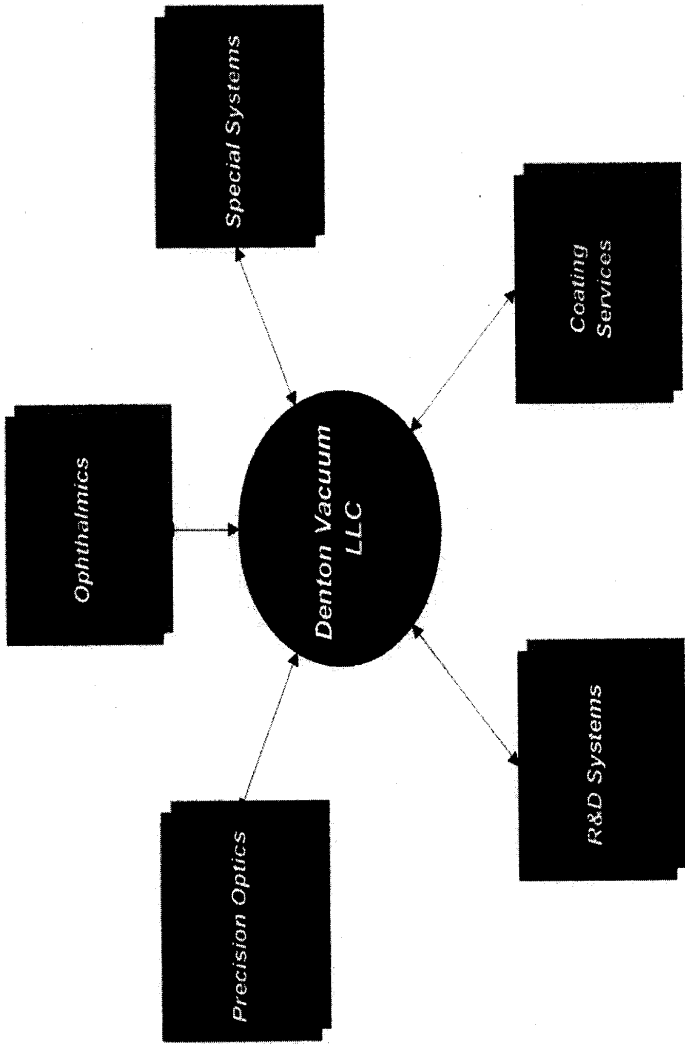 Ophthalmics
Precision Optics
Special Systems
Denton Vacuum
LLC
R&D Systems
Coating
Services